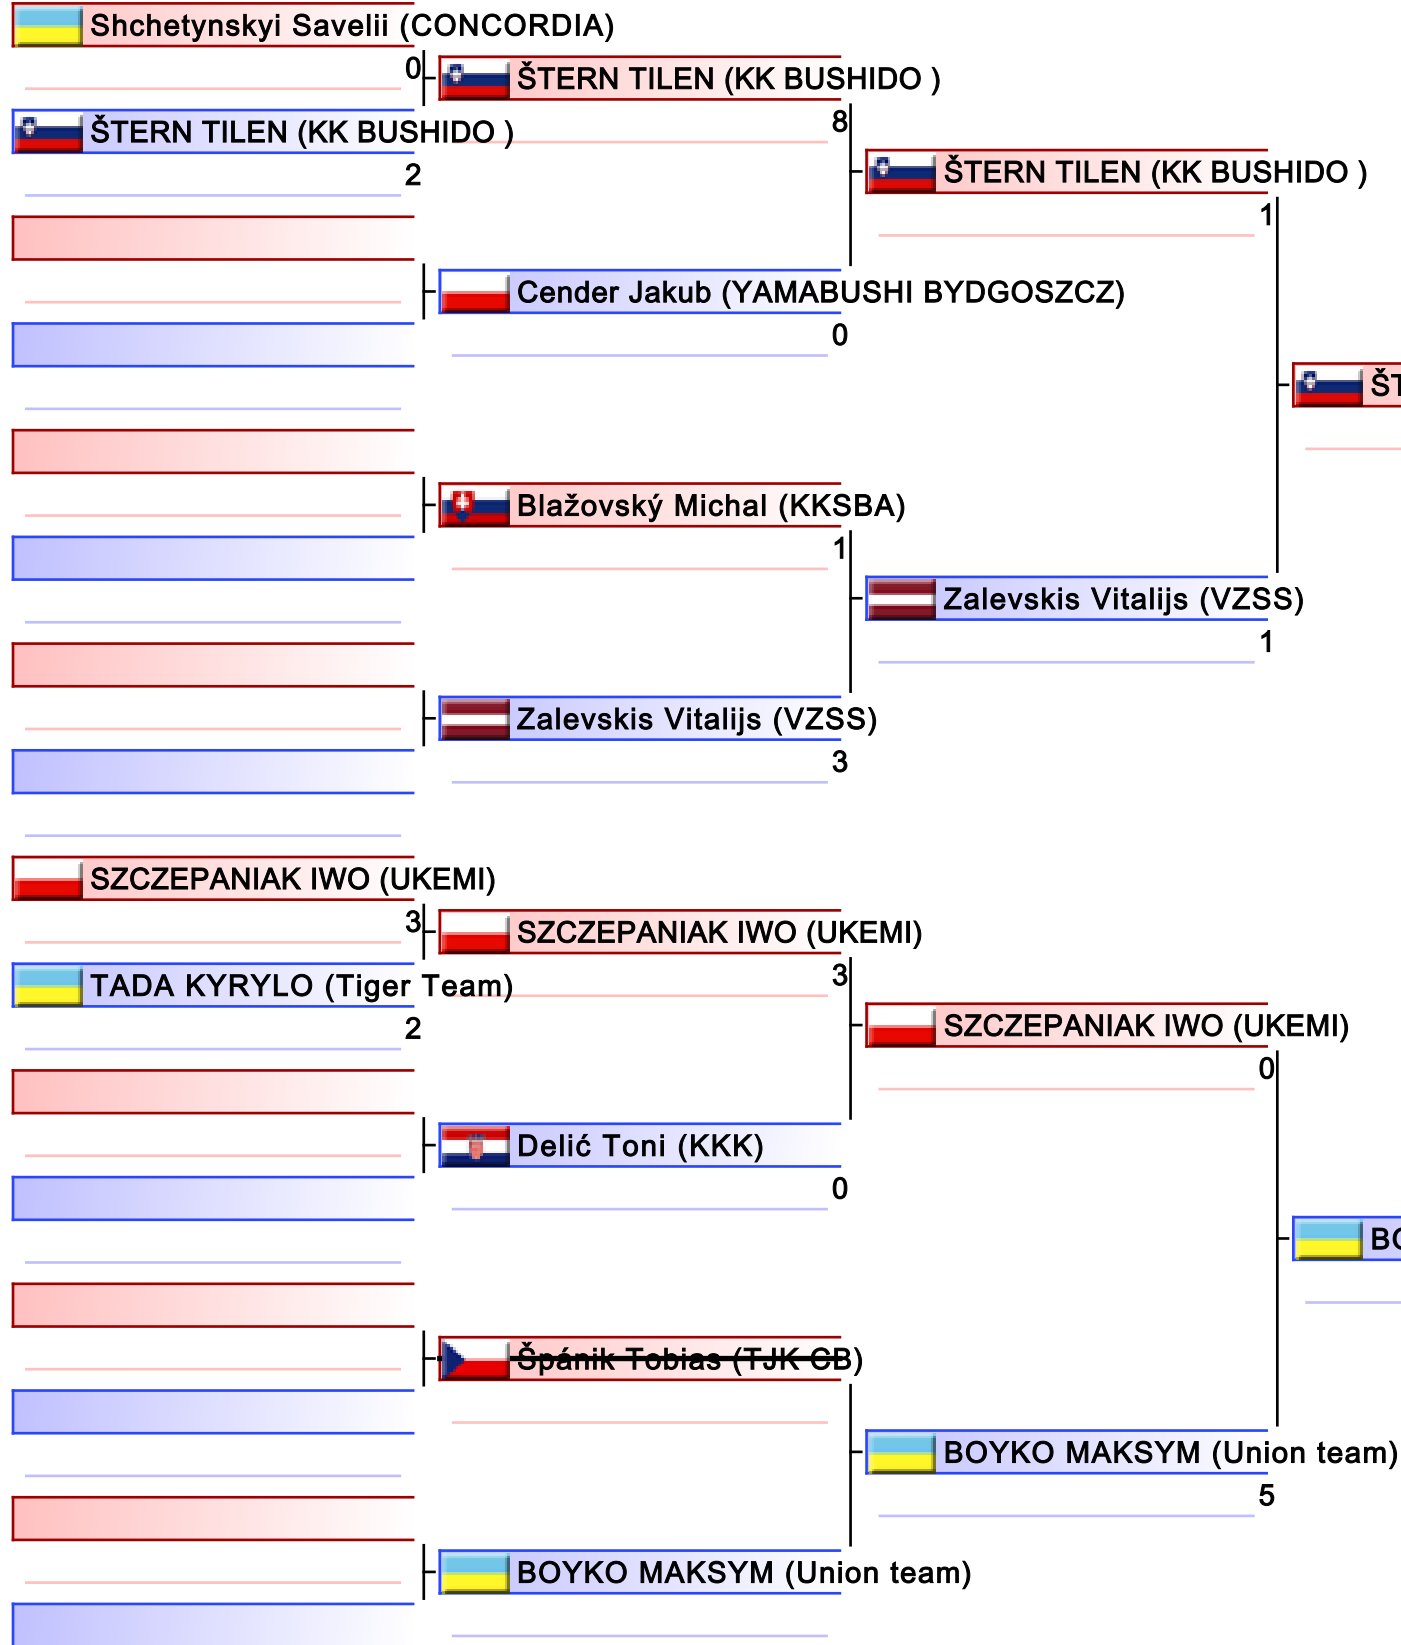 Shchetynskyi Savelii (CONCORDIA)
0
ŠTERN TILEN (KK BUSHIDO )
2
ŠTERN TILEN (KK BUSHIDO )
8
Cender Jakub (YAMABUSHI BYDGOSZCZ)
0
ŠTERN TILEN (KK BUSHIDO )
1
Blažovský Michal (KKSBA)
1
Zalevskis Vitalijs (VZSS)
3
Zalevskis Vitalijs (VZSS)
1
SZCZEPANIAK IWO (UKEMI)
3
TADA KYRYLO (Tiger Team)
2
SZCZEPANIAK IWO (UKEMI)
3
Delić Toni (KKK)
0
SZCZEPANIAK IWO (UKEMI)
0
Špánik Tobias (TJK CB)
BOYKO MAKSYM (Union team)
BOYKO MAKSYM (Union team)
5